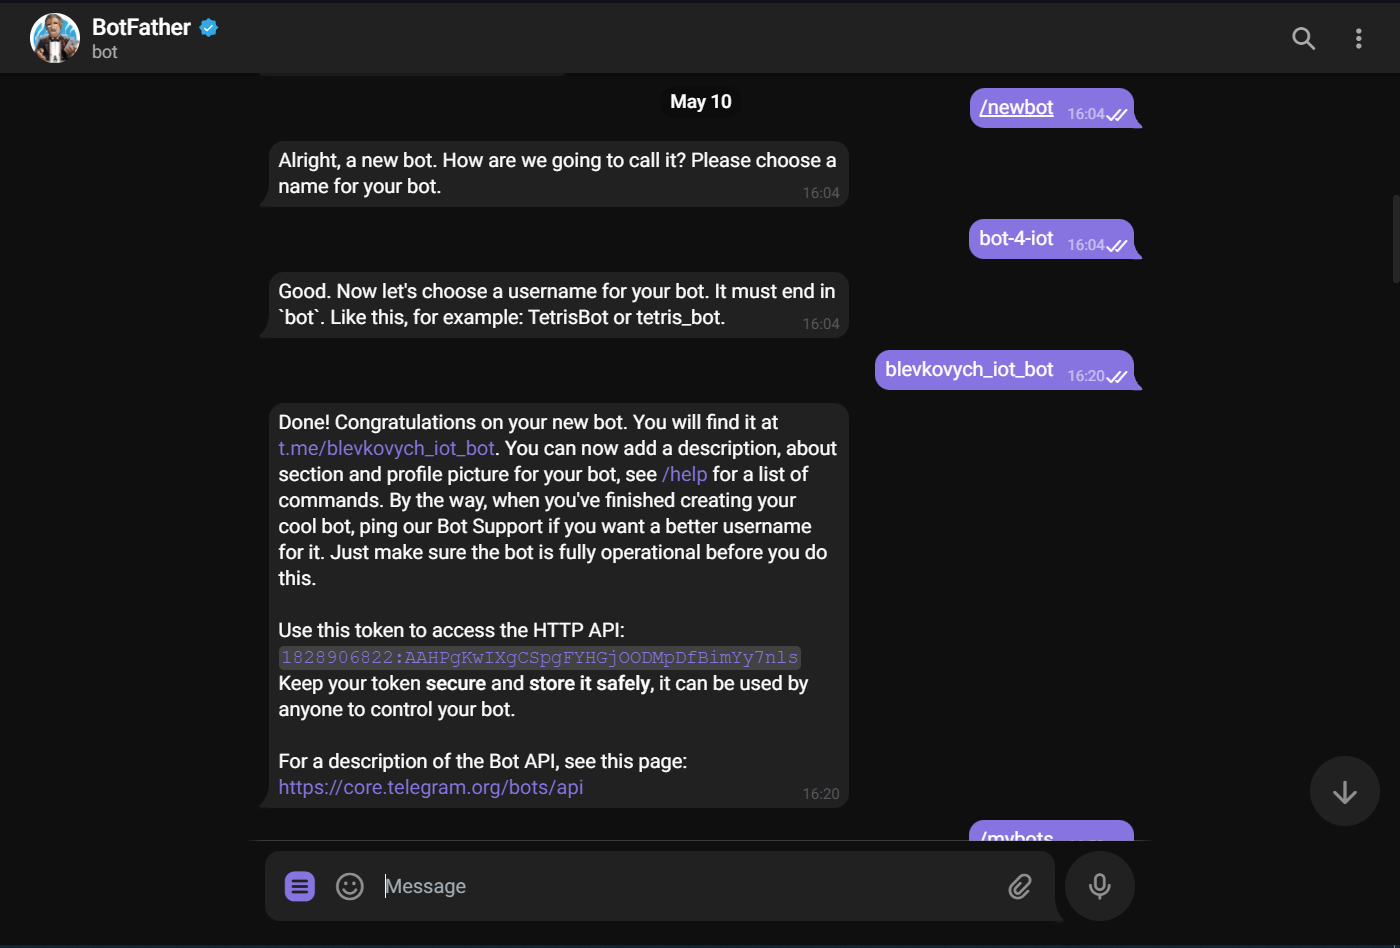 BotFather
bot
May 10
/newbot 16:04
Alright, a new bot. How are we going to call it? Please choose a
name for your bot.
16:04
bot-4-iot 16:04
Good. Now let's choose a username for your bot. It must end in
`bot`. Like this, for example: TetrisBot or tetris_bot.
16:04
blevkovych_iot_bot 16:20
Done! Congratulations on your new bot. You will find it at
t.me/blevkovych_iot_bot. You can now add a description, about
section and profile picture for your bot, see /help for a list of
commands. By the way, when you've finished creating your
cool bot, ping our Bot Support if you want a better username
for it. Just make sure the bot is fully operational before you do
this.
Use this token to access the HTTP API:
1828906822:AAHPgKwIXgCSpgFYHGjOODMpDfBimYy7nls
Keep your token secure and store it safely, it can be used by
anyone to control your bot.
For a description of the Bot API, see this page:
https://core.telegram.org/bots/api
16:20
/mybots
Message